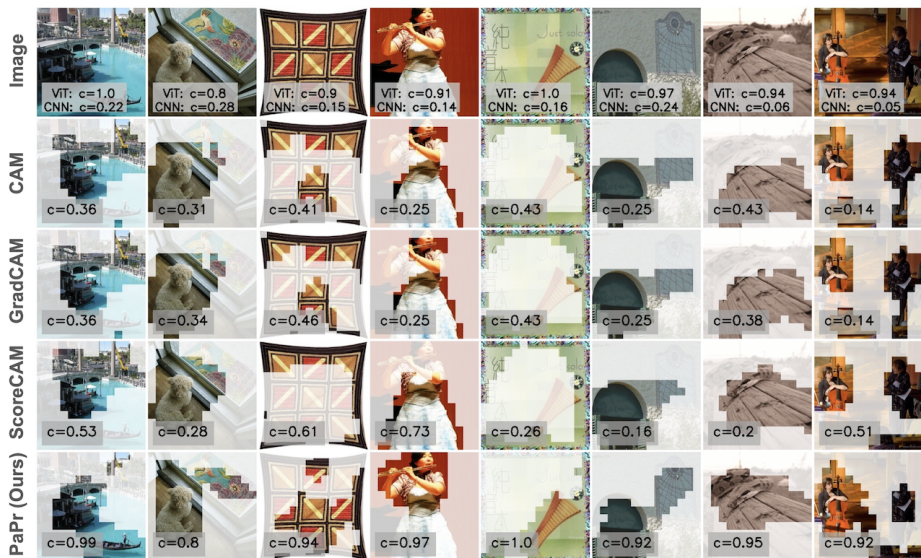 Image
ViT: c=1.0
CNN: c=0.22
ViT: c=0.8
CNN: c=0.28
ViT: c=0.9
CNN: c=0.15
ViT: c=0.91
CNN: c=0.14
純
音
本
Just solo
ViT: c=1.0
CNN: c=0.16
ViT: c=0.97
CNN: c=0.24
ViT: c=0.94
CNN: c=0.06
ViT: c=0.94
CNN: c=0.05
CAM
c=0.36
c=0.31
c=0.41
c=0.25
c=0.43
c=0.25
c=0.43
c=0.14
GradCAM
c=0.36
c=0.34
c=0.46
c=0.25
c=0.43
c=0.25
c=0.38
c=0.14
ScoreCAM
c=0.53
c=0.28
c=0.61
c=0.73
c=0.26
c=0.16
c=0.2
c=0.51
PaPr (Ours)
c=0.99
c=0.8
c=0.94
c=0.97
c=1.0
c=0.92
c=0.95
c=0.92